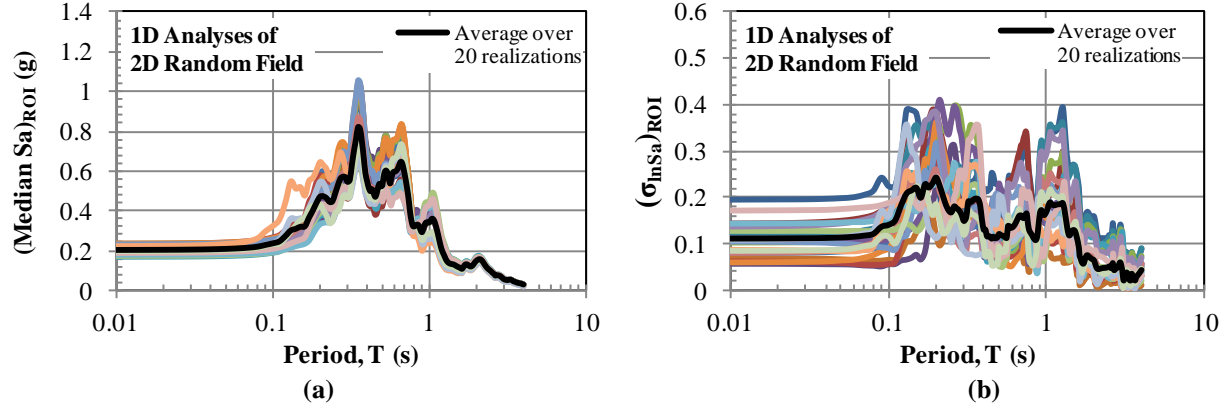 1D Analyses of
2D Random Field
Average over
20 realizations
(Median Sa)ROI (g)
1.4
1.2
1
0.8
0.6
0.4
0.2
0
0.01 0.1 1 10
Period, T (s)
(a)
1D Analyses of
2D Random Field
Average over
20 realizations
(σlnSa)ROI
0.6
0.5
0.4
0.3
0.2
0.1
0
0.01 0.1 1 10
Period, T (s)
(b)